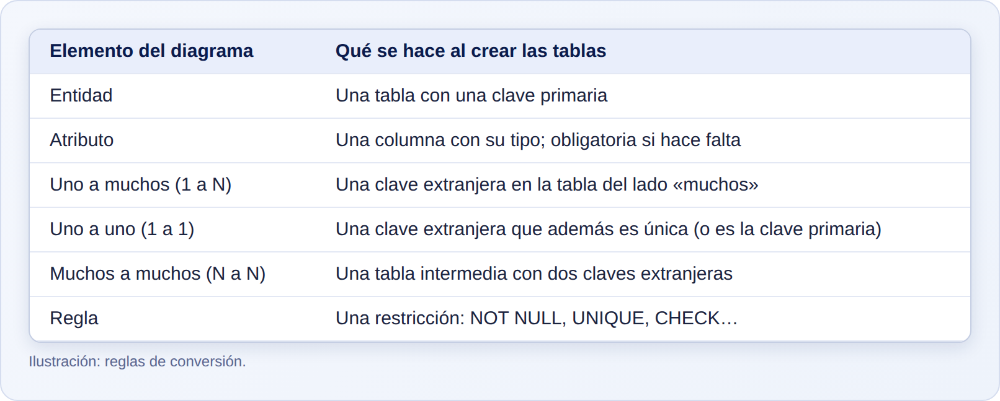 Elemento del diagrama Qué se hace al crear las tablas
Entidad Una tabla con una clave primaria
Atributo Una columna con su tipo; obligatoria si hace falta
Uno a muchos (1 a N) Una clave extranjera en la tabla del lado «muchos»
Uno a uno (1 a 1) Una clave extranjera que además es única (o es la clave primaria)
Muchos a muchos (N a N) Una tabla intermedia con dos claves extranjeras
Regla Una restricción: NOT NULL, UNIQUE, CHECK…
Ilustración: reglas de conversión.